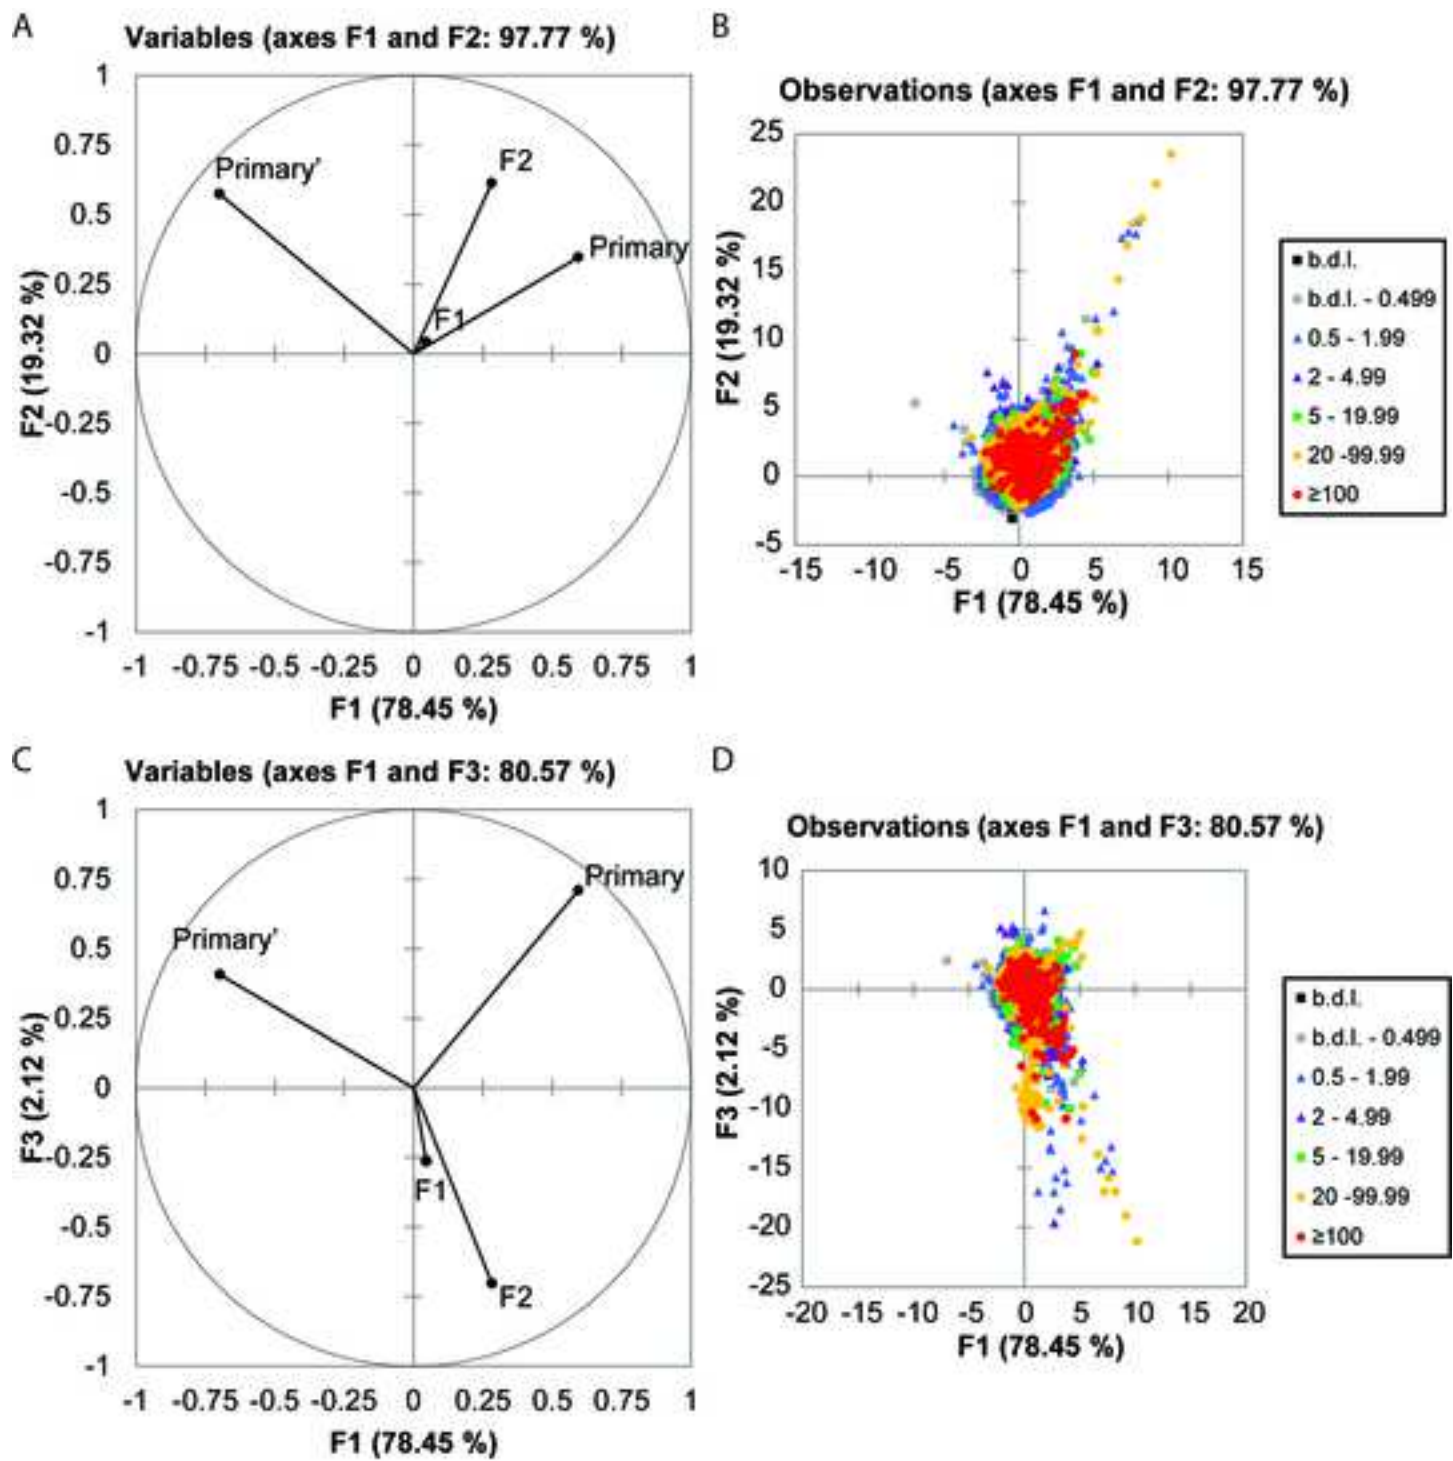 A
Variables (axes F1 and F2: 97.77 %)
1
0.75
0.5
0.25
0
-0.25
-0.5
-0.75
-1
F2 (19.32 %)
Primary'
F2
Primary
F1
-1 -0.75 -0.5 -0.25 0 0.25 0.5 0.75 1
F1 (78.45 %)
B
Observations (axes F1 and F2: 97.77 %)
25
20
15
10
5
0
-5
F2 (19.32 %)
-15 -10 -5 0 5 10 15
F1 (78.45 %)
b.d.l.
b.d.l. - 0.499
0.5 - 1.99
2 - 4.99
5 - 19.99
20 -99.99
≥100
C
Variables (axes F1 and F3: 80.57 %)
1
0.75
0.5
0.25
0
-0.25
-0.5
-0.75
-1
F3 (2.12 %)
Primary
Primary'
F1
F2
-1 -0.75 -0.5 -0.25 0 0.25 0.5 0.75 1
F1 (78.45 %)
D
Observations (axes F1 and F3: 80.57 %)
10
5
0
-5
-10
-15
-20
-25
F3 (2.12 %)
-20 -15 -10 -5 0 5 10 15 20
F1 (78.45 %)
b.d.l.
b.d.l. - 0.499
0.5 - 1.99
2 - 4.99
5 - 19.99
20 -99.99
≥100